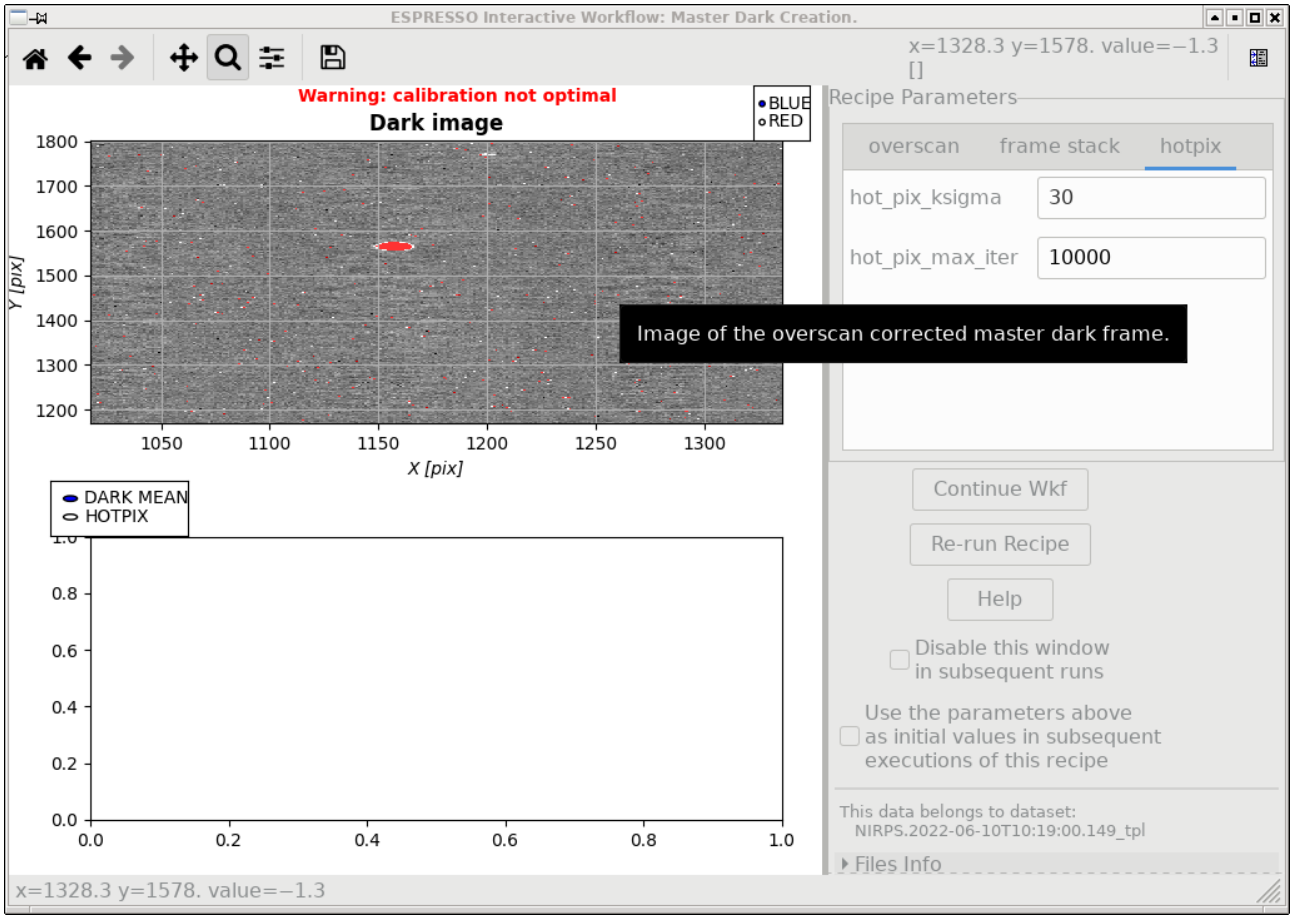 ESPRESSO Interactive Workflow: Master Dark Creation.
x=1328.3 y=1578. value=−1.3
[]
Warning: calibration not optimal
Dark image
BLUE
RED
1800
1700
1600
1500
1400
1300
1200
Y [pix]
1050 1100 1150 1200 1250 1300
X [pix]
DARK MEAN
HOTPIX
1.0
0.8
0.6
0.4
0.2
0.0
0.0 0.2 0.4 0.6 0.8 1.0
Recipe Parameters
overscan frame stack hotpix
hot_pix_ksigma 30
hot_pix_max_iter 10000
Image of the overscan corrected master dark frame.
Continue Wkf
Re-run Recipe
Help
Disable this window
in subsequent runs
Use the parameters above
as initial values in subsequent
executions of this recipe
This data belongs to dataset:
NIRPS.2022-06-10T10:19:00.149_tpl
Files Info
x=1328.3 y=1578. value=−1.3